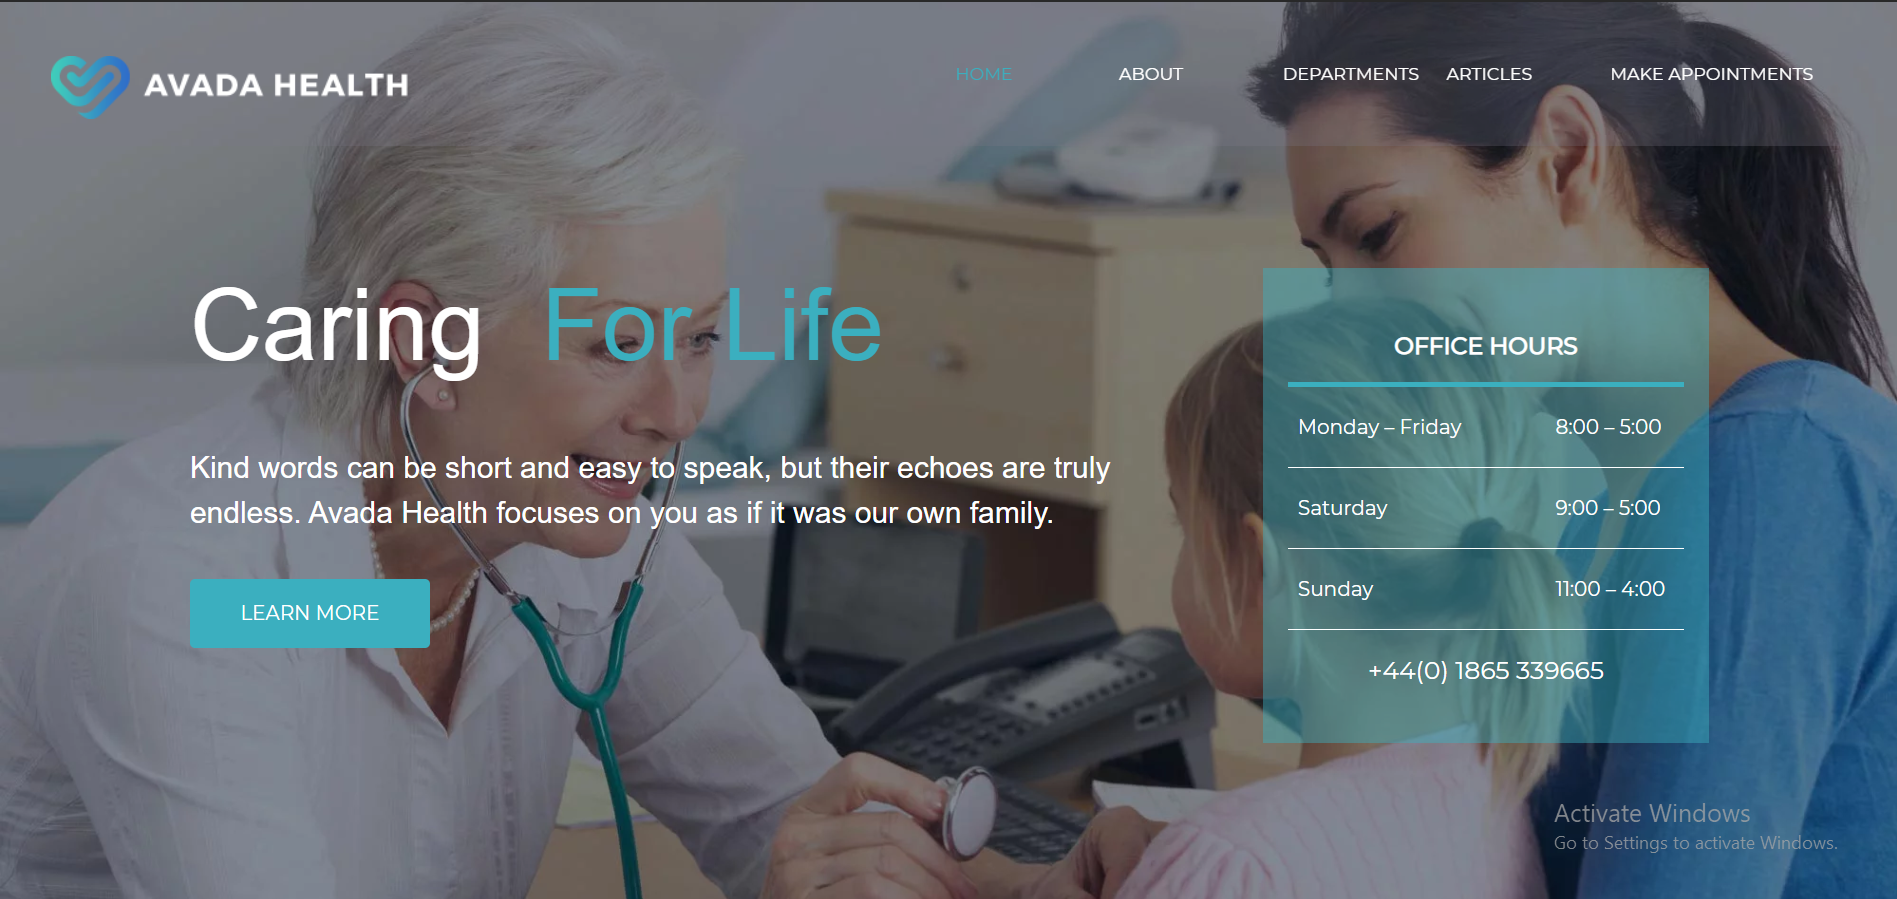 AVADA HEALTH
HOME ABOUT DEPARTMENTS ARTICLES MAKE APPOINTMENTS
Caring For Life
Kind words can be short and easy to speak, but their echoes are truly
endless. Avada Health focuses on you as if it was our own family.
LEARN MORE
OFFICE HOURS
Monday – Friday 8:00 – 5:00
Saturday 9:00 – 5:00
Sunday 11:00 – 4:00
+44(0) 1865 339665
Activate Windows
Go to Settings to activate Windows.